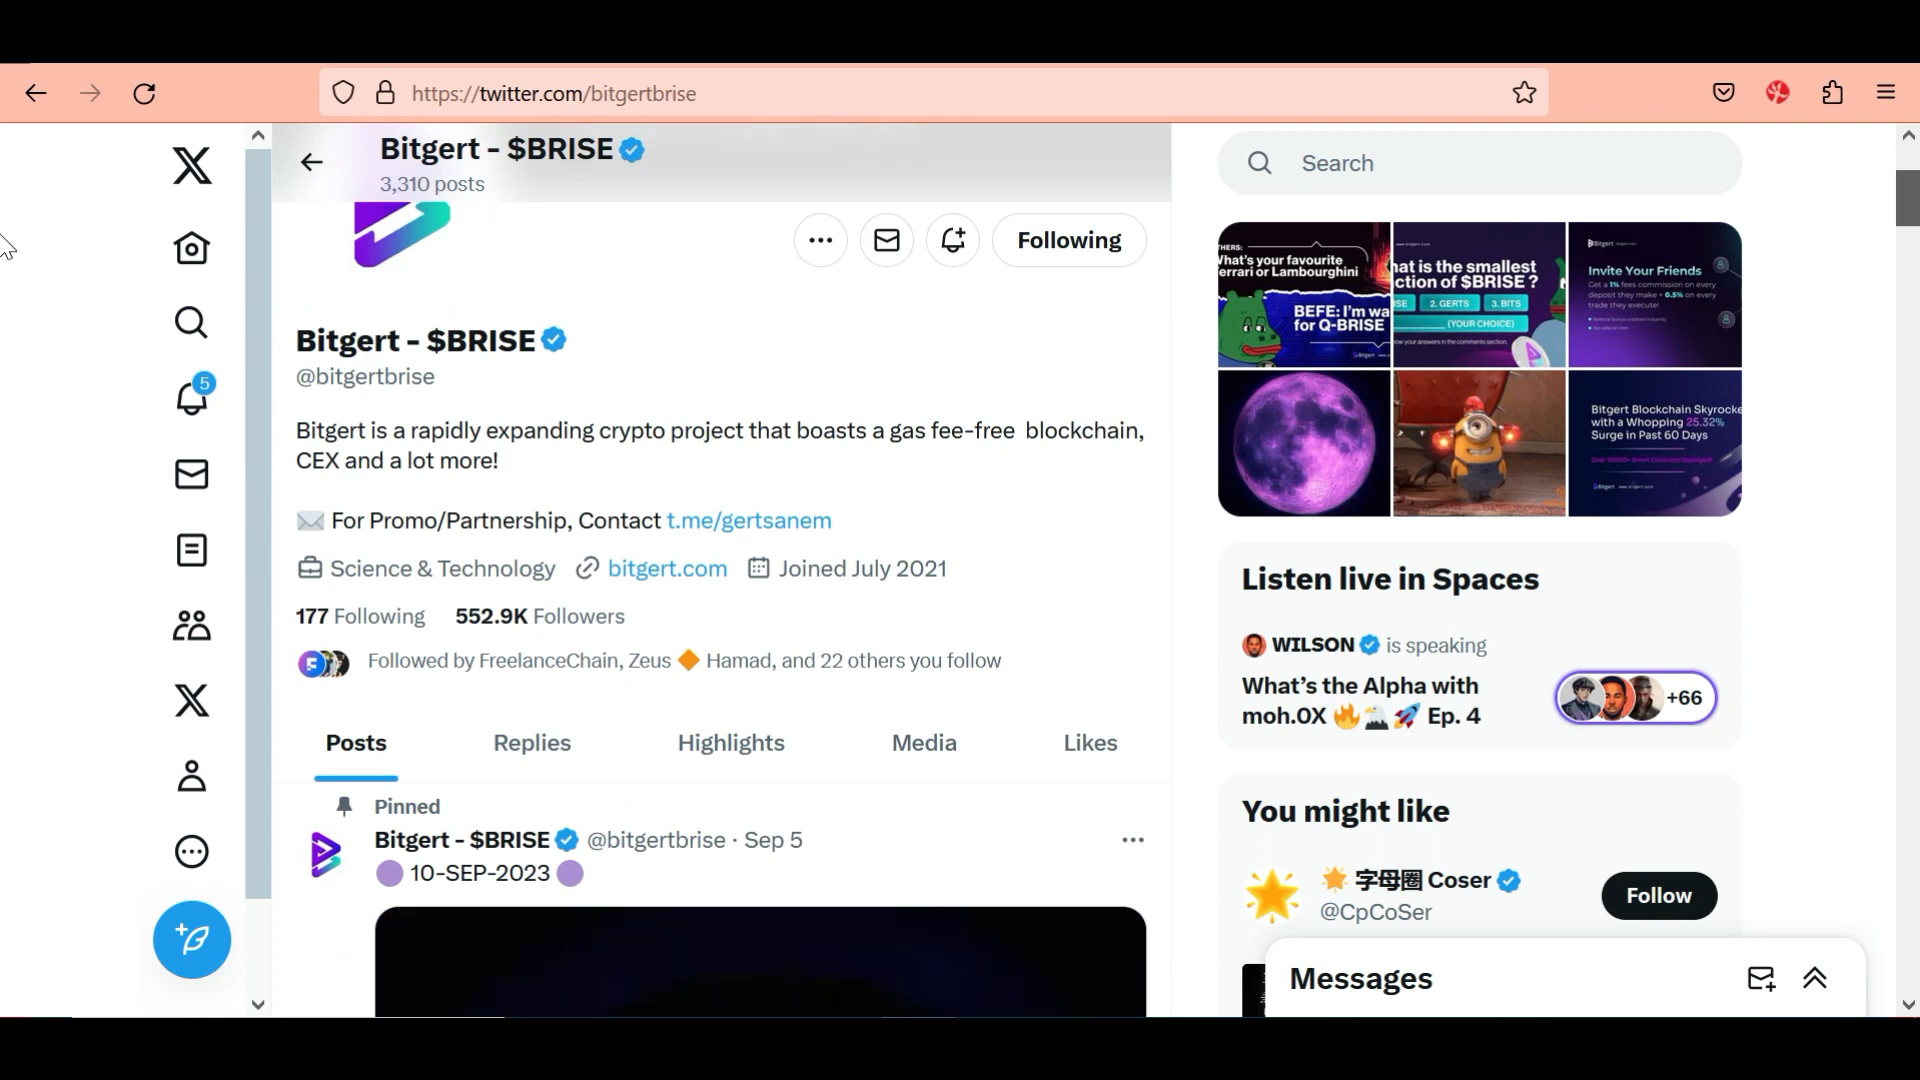 https://twitter.com/bitgertbrise
Bitgert - $BRISE
3,310 posts
Following
Bitgert - $BRISE
@bitgertbrise
Bitgert is a rapidly expanding crypto project that boasts a gas fee-free blockchain,
CEX and a lot more!
✉️ For Promo/Partnership, Contact t.me/gertsanem
Science & Technology bitgert.com Joined July 2021
177 Following 552.9K Followers
Followed by FreelanceChain, Zeus 🔶 Hamad, and 22 others you follow
Posts Replies Highlights Media Likes
Pinned
Bitgert - $BRISE @bitgertbrise · Sep 5
🟣 10-SEP-2023 🟣
5
Search
THERS:
What's your favourite
errari or Lambourghini
BEFE: I'm wa
for Q-BRISE
hat is the smallest
ction of $BRISE ?
SE 2. GERTS 3. BITS
(YOUR CHOICE)
Bitgert
Invite Your Friends
Get a 1% fees commission on every
deposit they make + 0.5% on every
trade they execute!
Bitgert Blockchain Skyrocke
with a Whopping 25.32%
Surge in Past 60 Days
Bitgert
Listen live in Spaces
WILSON is speaking
What's the Alpha with
moh.0X 🔥🦅🚀 Ep. 4
+66
You might like
🌟 字母圈 Coser
@CpCoSer
Follow
Messages